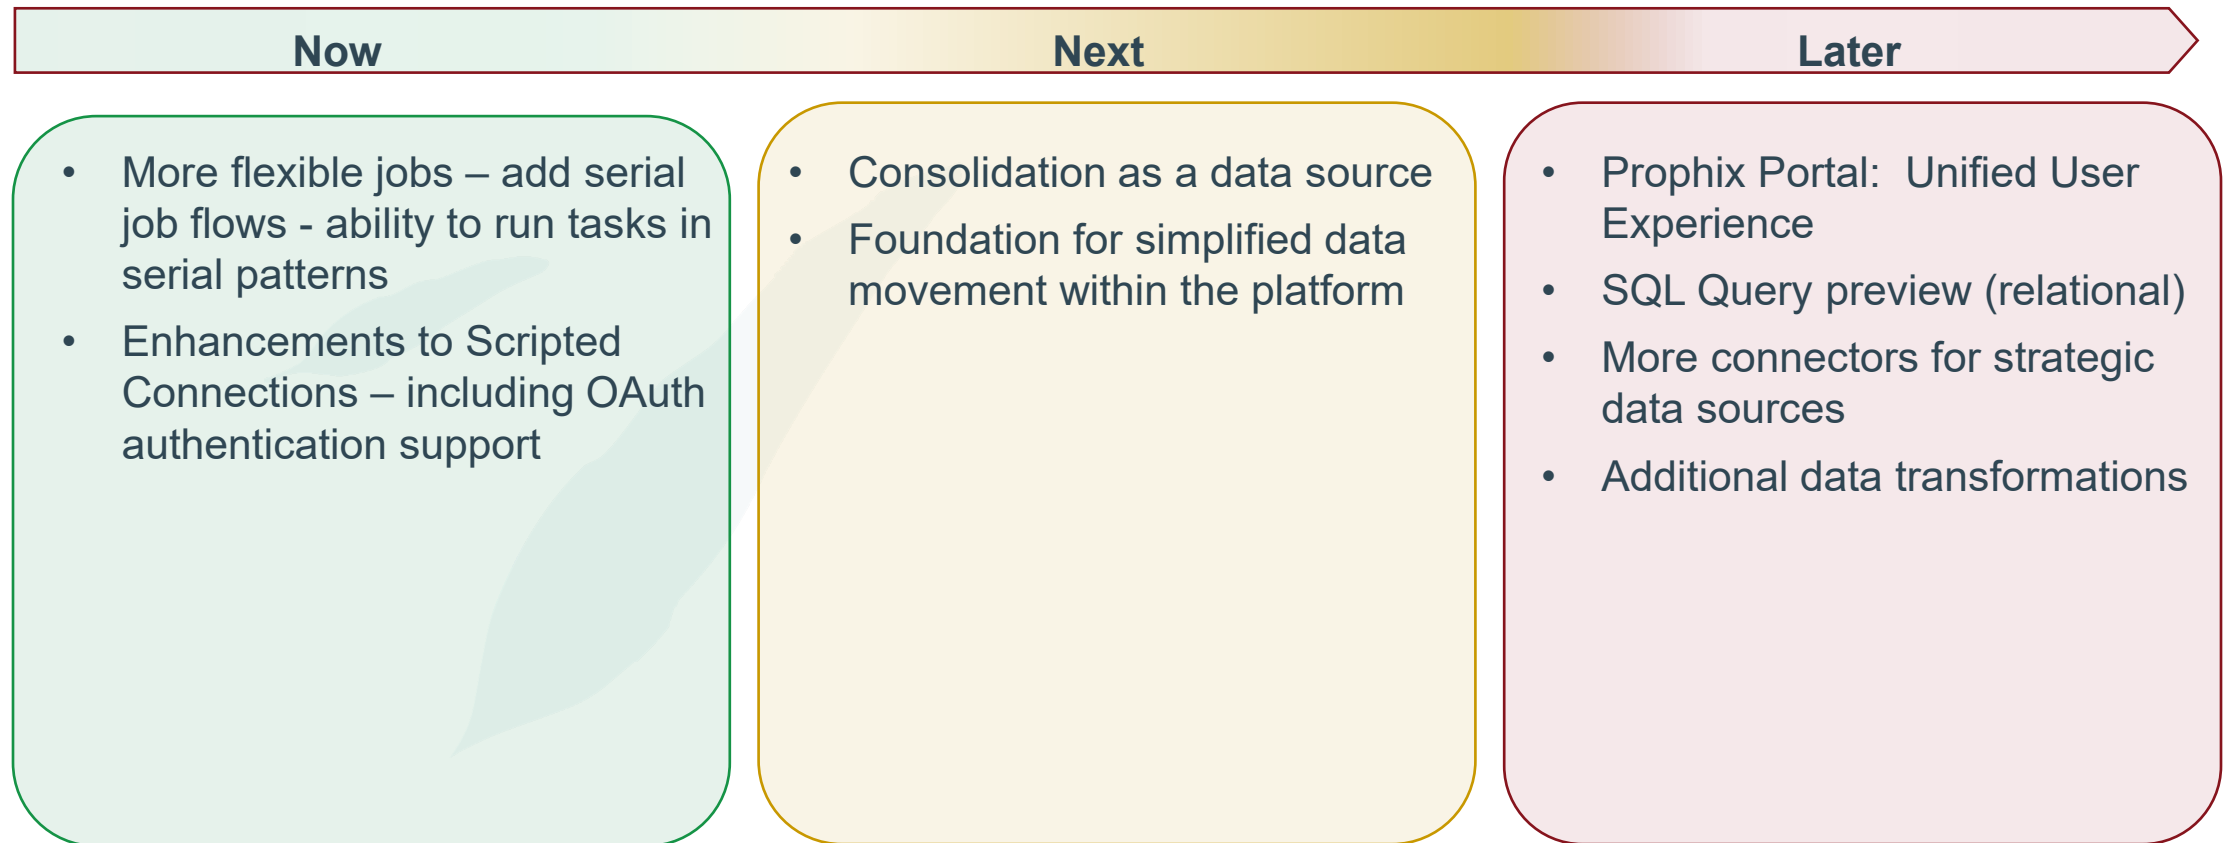 Now
Next
Later
• More flexible jobs – add serial
job flows - ability to run tasks in
serial patterns
• Enhancements to Scripted
Connections – including OAuth
authentication support
• Consolidation as a data source
• Foundation for simplified data
movement within the platform
• Prophix Portal:  Unified User
Experience
• SQL Query preview (relational)
• More connectors for strategic
data sources
• Additional data transformations